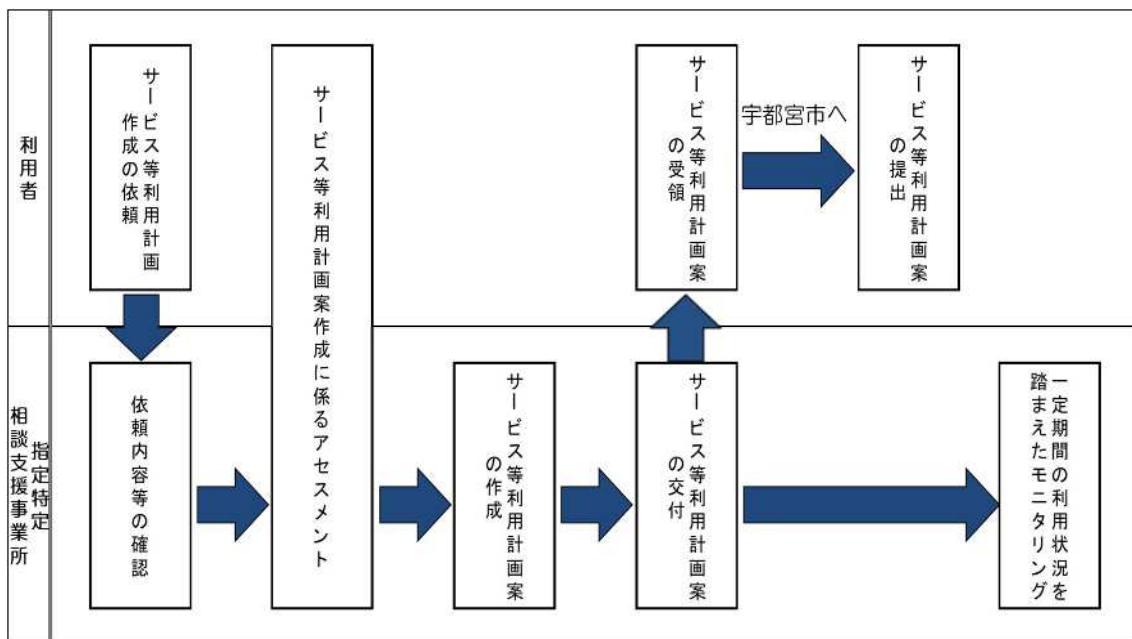 利用者
サービス等利用計画
作成の依頼
サービス等利用計画案作成に係るアセスメント
サービス等利用計画案
の受領
宇都宮市へ
サービス等利用計画案
の提出
指定特定
相談支援事業所
依頼内容等の確認
サービス等利用計画案
の作成
サービス等利用計画案
の交付
一定期間の利用状況を
踏まえたモニタリング